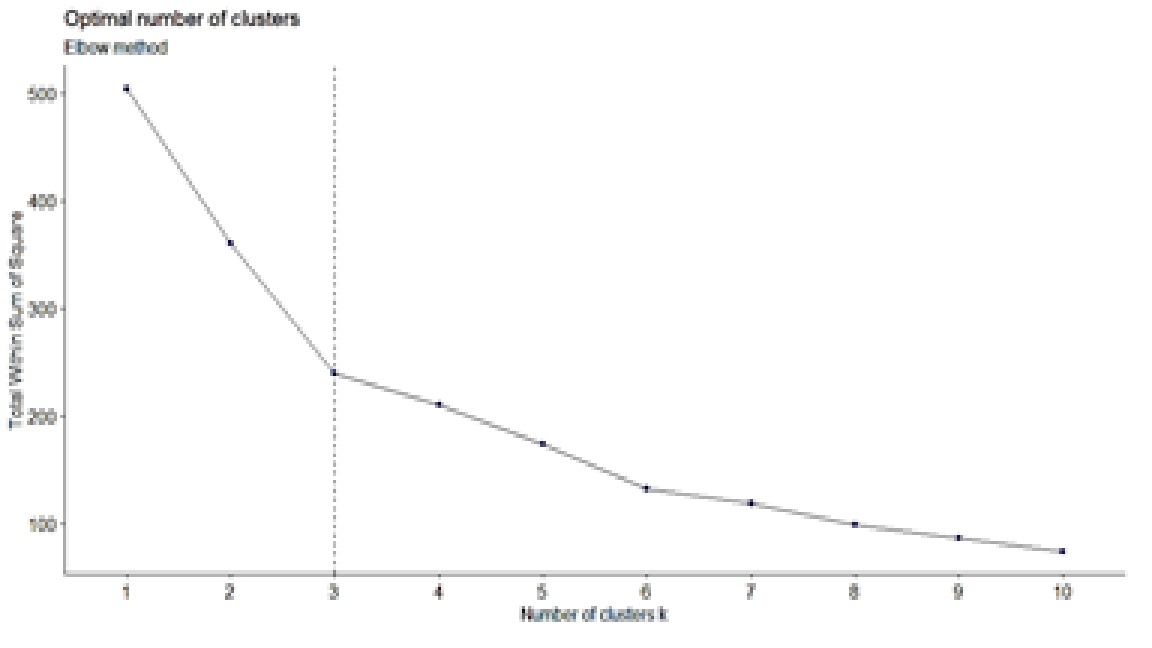 Optimal number of clusters
Elbow method
500
400
300
200
100
Total Within Sum of Square
1 2 3 4 5 6 7 8 9 10
Number of clusters k